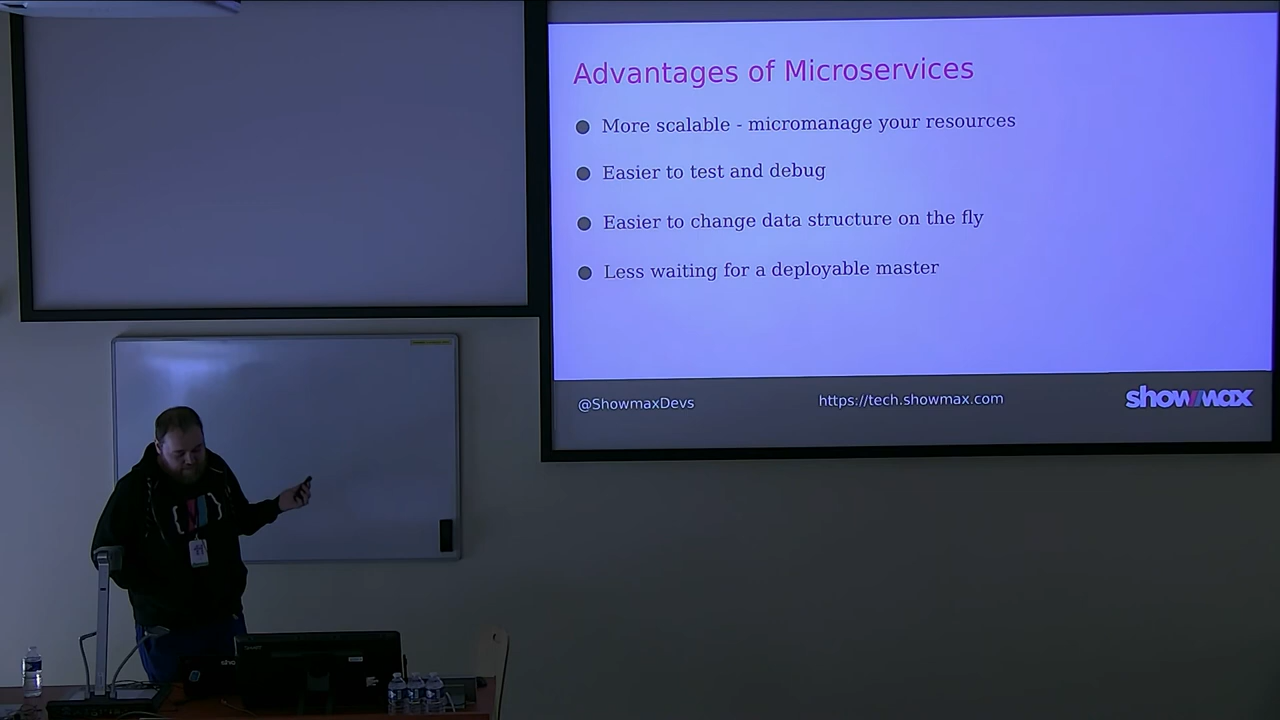 Advantages of Microservices
More scalable - micromanage your resources
Easier to test and debug
Easier to change data structure on the fly
Less waiting for a deployable master
@ShowmaxDevs
https://tech.showmax.com
showmax